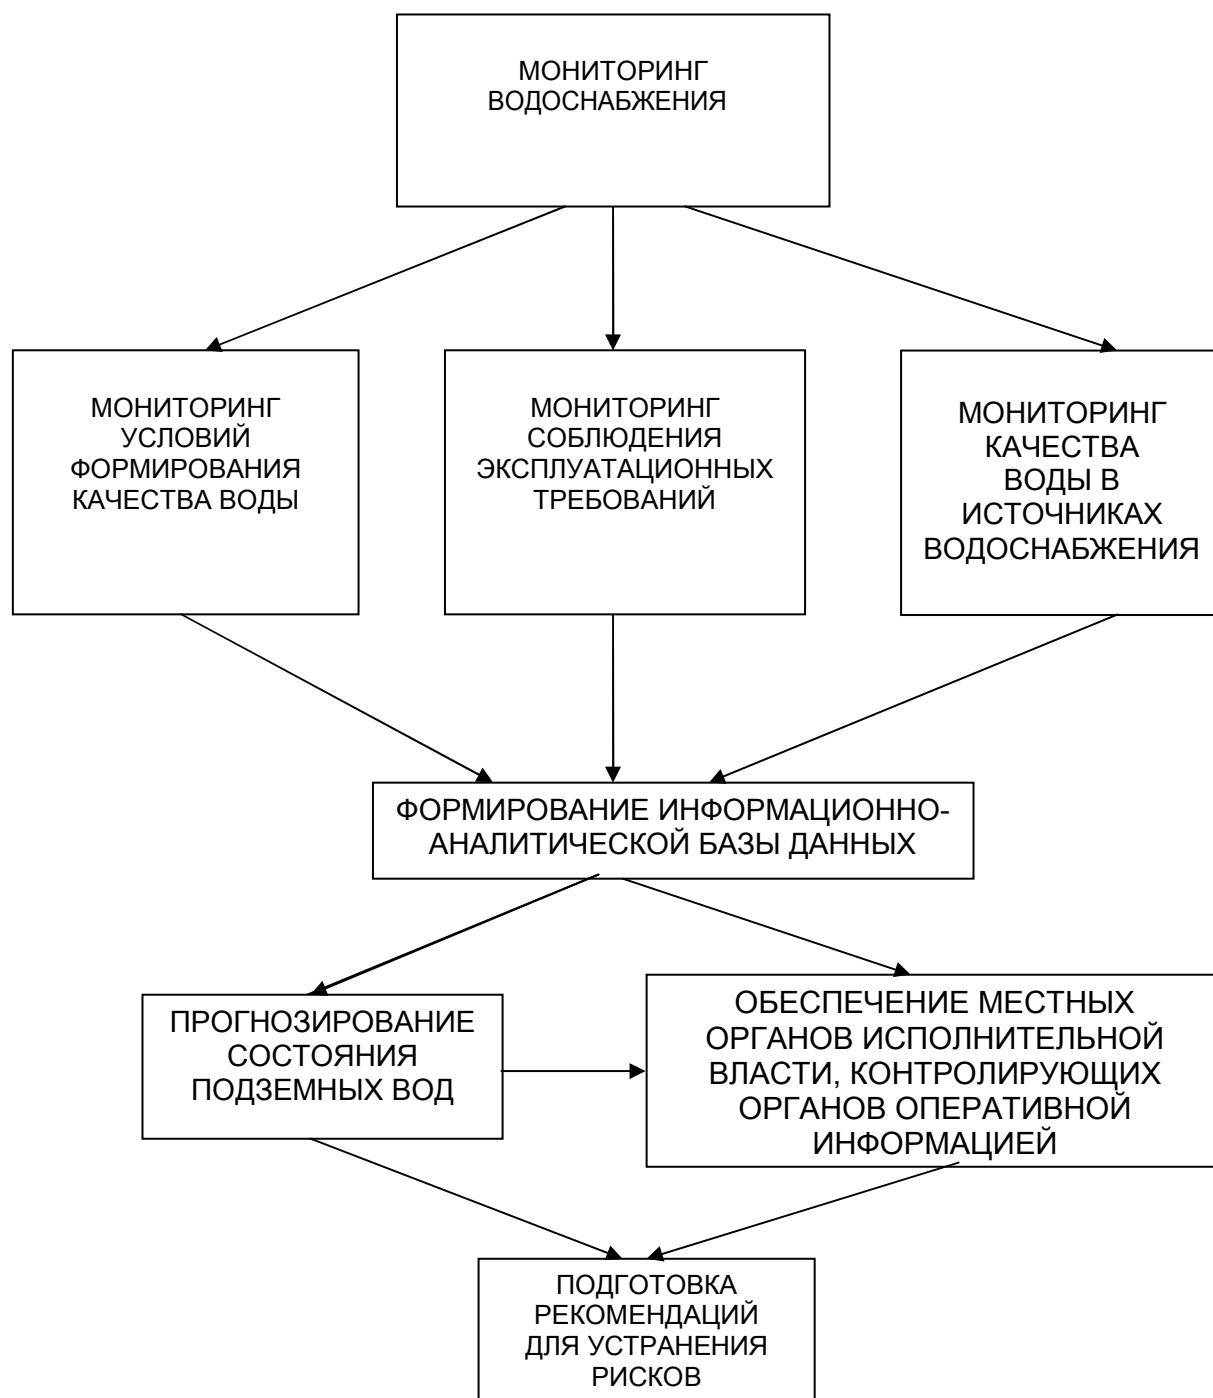 МОНИТОРИНГ
ВОДОСНАБЖЕНИЯ
МОНИТОРИНГ
УСЛОВИЙ
ФОРМИРОВАНИЯ
КАЧЕСТВА ВОДЫ
МОНИТОРИНГ
СОБЛЮДЕНИЯ
ЭКСПЛУАТАЦИОННЫХ
ТРЕБОВАНИЙ
МОНИТОРИНГ
КАЧЕСТВА
ВОДЫ В
ИСТОЧНИКАХ
ВОДОСНАБЖЕНИЯ
ФОРМИРОВАНИЕ ИНФОРМАЦИОННО-
АНАЛИТИЧЕСКОЙ БАЗЫ ДАННЫХ
ПРОГНОЗИРОВАНИЕ
СОСТОЯНИЯ
ПОДЗЕМНЫХ ВОД
ОБЕСПЕЧЕНИЕ МЕСТНЫХ
ОРГАНОВ ИСПОЛНИТЕЛЬНОЙ
ВЛАСТИ, КОНТРОЛИРУЮЩИХ
ОРГАНОВ ОПЕРАТИВНОЙ
ИНФОРМАЦИЕЙ
ПОДГОТОВКА
РЕКОМЕНДАЦИЙ
ДЛЯ УСТРАНЕНИЯ
РИСКОВ